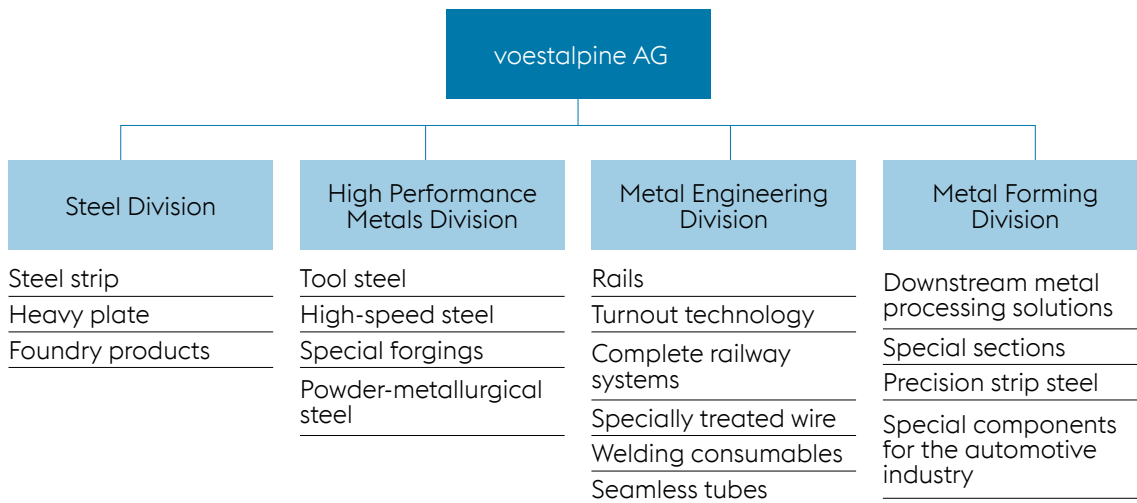 voestalpine AG
Steel Division
Steel strip
Heavy plate
Foundry products
High Performance
Metals Division
Tool steel
High-speed steel
Special forgings
Powder-metallurgical
steel
Metal Engineering
Division
Rails
Turnout technology
Complete railway
systems
Specially treated wire
Welding consumables
Seamless tubes
Metal Forming
Division
Downstream metal
processing solutions
Special sections
Precision strip steel
Special components
for the automotive
industry